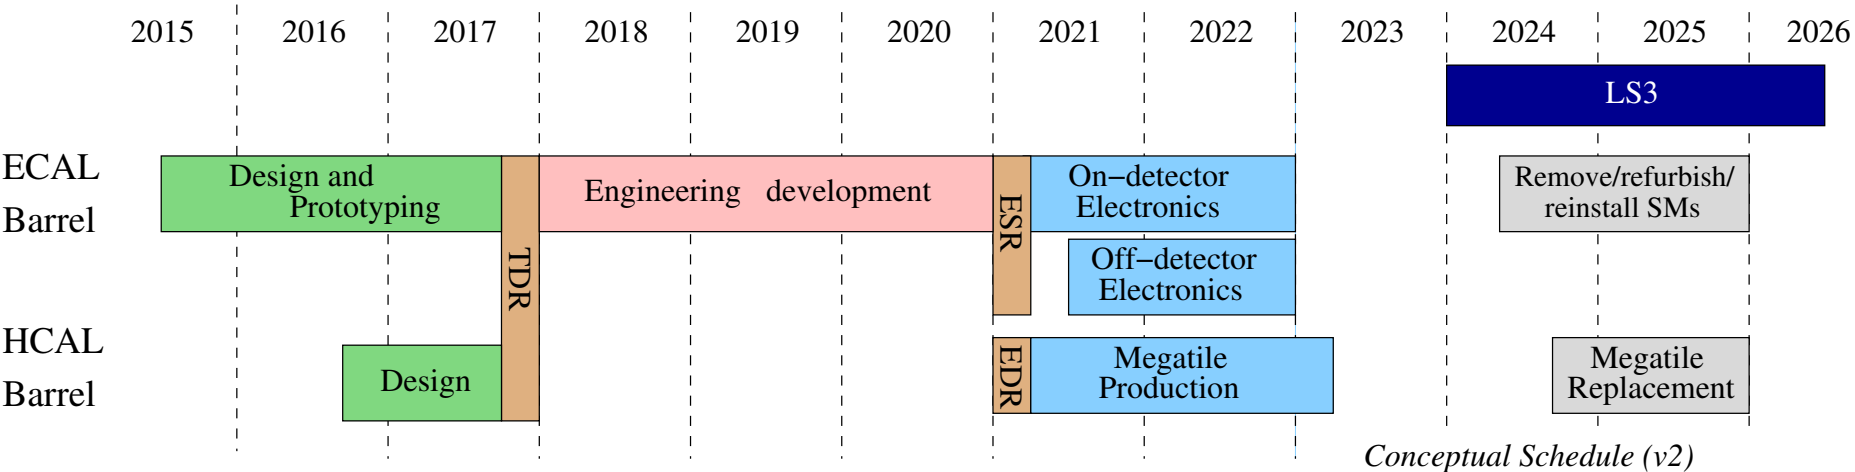 2015 2016 2017 2018 2019 2020 2021 2022 2023 2024 2025 2026
LS3
ECAL
Barrel
Design and
Prototyping
TDR
Engineering development
ESR
On−detector
Electronics
Off−detector
Electronics
Remove/refurbish/
reinstall SMs
HCAL
Barrel
Design
EDR
Megatile
Production
Megatile
Replacement
Conceptual Schedule (v2)